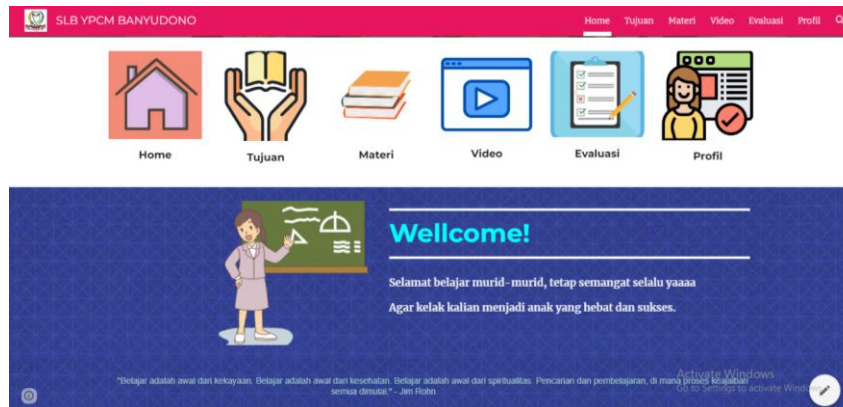 SLB YPCM BANYUDONO
Home Tujuan Materi Video Evaluasi Profil
Home Tujuan Materi Video Evaluasi Profil
Wellcome!
Selamat belajar murid-murid, tetap semangat selalu yaaaa
Agar kelak kalian menjadi anak yang hebat dan sukses.
"Belajar adalah awal dari kekayaan. Belajar adalah awal dari kesehatan. Belajar adalah awal dari spiritualitas. Pencarian dan pembelajaran, di mana proses keajaiban
semua dimulai." - Jim Rohn
Activate Windows
Go to Settings to activate Windows